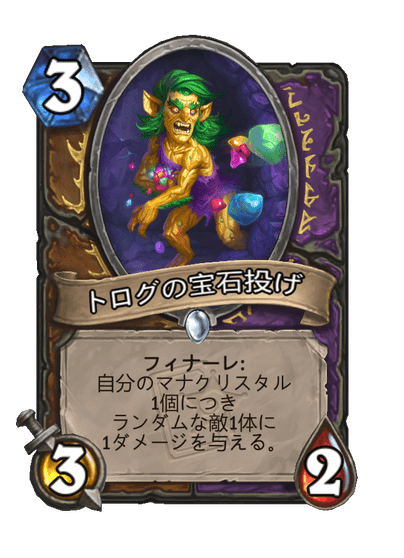 3
トログの宝石投げ
フィナーレ:
自分のマナクリスタル
1個につき
ランダムな敵1体に
1ダメージを与える。
3
2